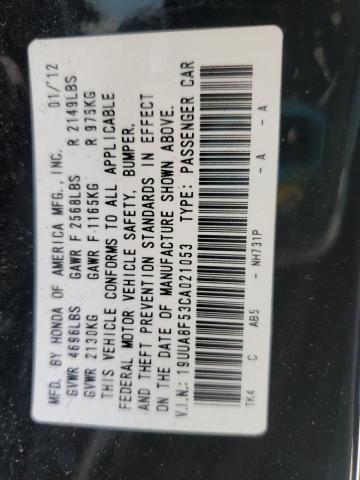 MFD. BY HONDA OF AMERICA MFG., INC. 01/'12
GVWR 4696LBS GAWR F 2568LBS R 2149LBS
GVWR 2130KG GAWR F 1165KG R 975KG
THIS VEHICLE CONFORMS TO ALL APPLICABLE
FEDERAL MOTOR VEHICLE SAFETY, BUMPER,
AND THEFT PREVENTION STANDARDS IN EFFECT
ON THE DATE OF MANUFACTURE SHOWN ABOVE.
V.I.N.: 19UUA8F53CA021053 TYPE: PASSENGER CAR
TK4 C AB5 - NH731P - A - A